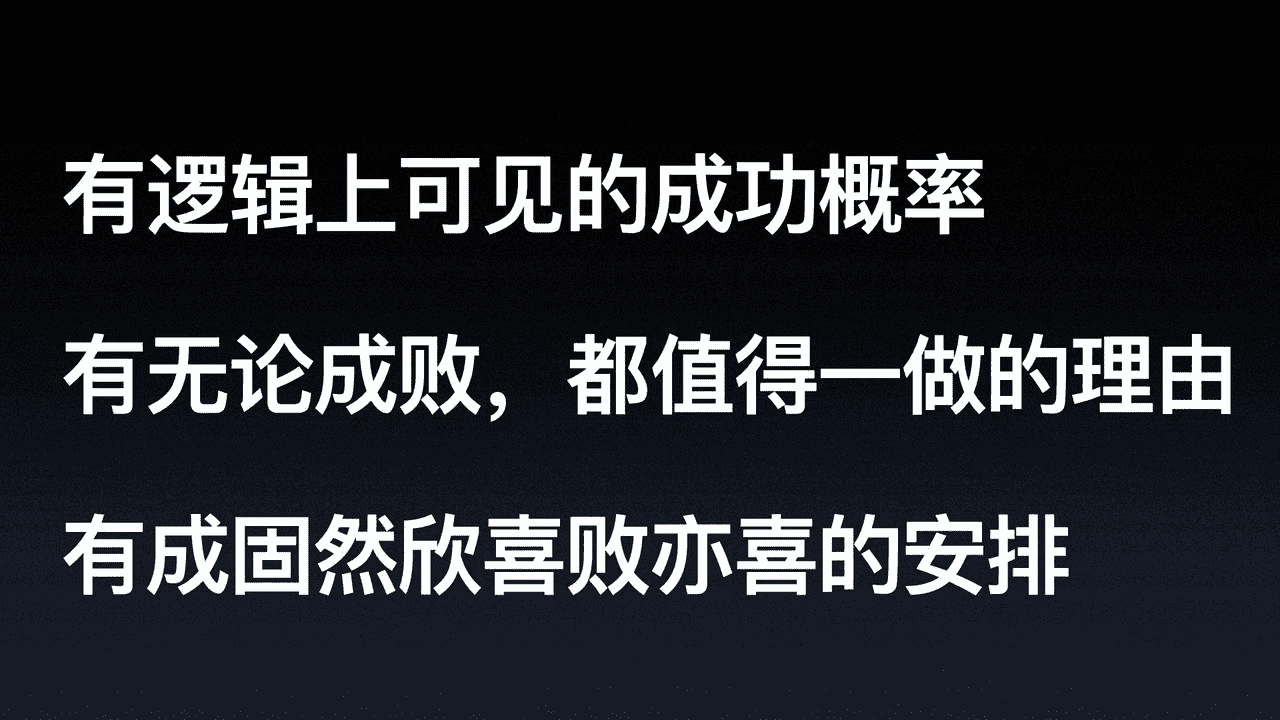 有逻辑上可见的成功概率
有无论成败，都值得一做的理由
有成固然欣喜败亦喜的安排